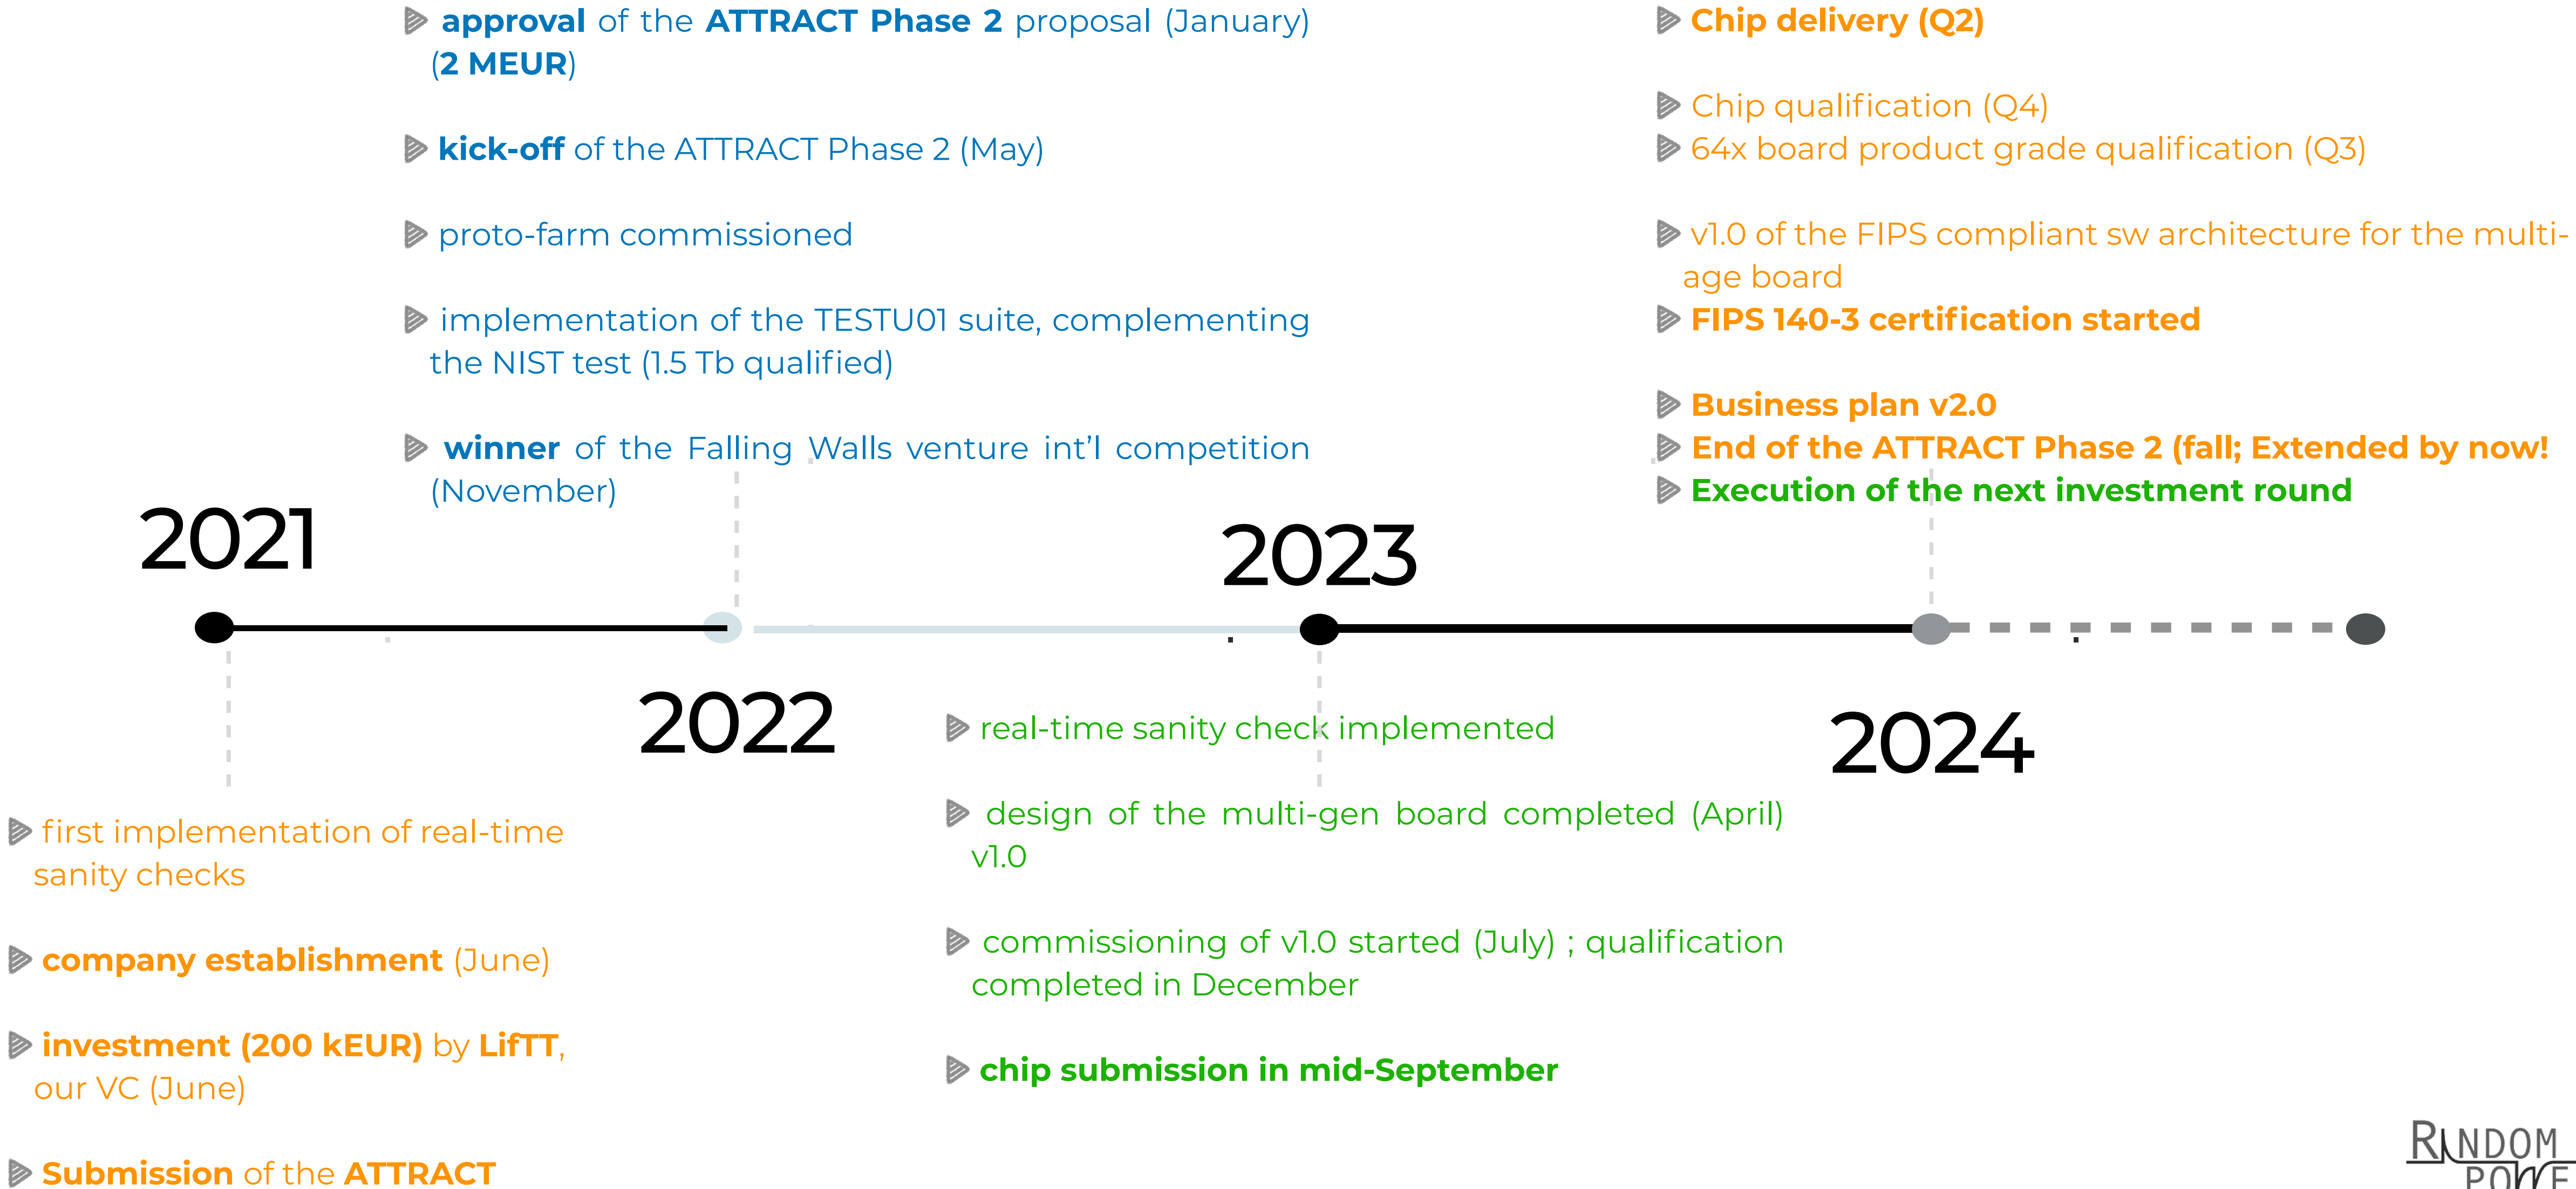 approval of the ATTRACT Phase 2 proposal (January)
(2 MEUR)
kick-off of the ATTRACT Phase 2 (May)
proto-farm commissioned
implementation of the TESTU01 suite, complementing
the NIST test (1.5 Tb qualified)
winner of the Falling Walls venture int'l competition
(November)
Chip delivery (Q2)
Chip qualification (Q4)
64x board product grade qualification (Q3)
v1.0 of the FIPS compliant sw architecture for the multi-
age board
FIPS 140-3 certification started
Business plan v2.0
End of the ATTRACT Phase 2 (fall; Extended by now!
Execution of the next investment round
2021
2023
2022
2024
first implementation of real-time
sanity checks
company establishment (June)
investment (200 kEUR) by LifTT,
our VC (June)
Submission of the ATTRACT
real-time sanity check implemented
design of the multi-gen board completed (April)
v1.0
commissioning of v1.0 started (July) ; qualification
completed in December
chip submission in mid-September
RANDOM